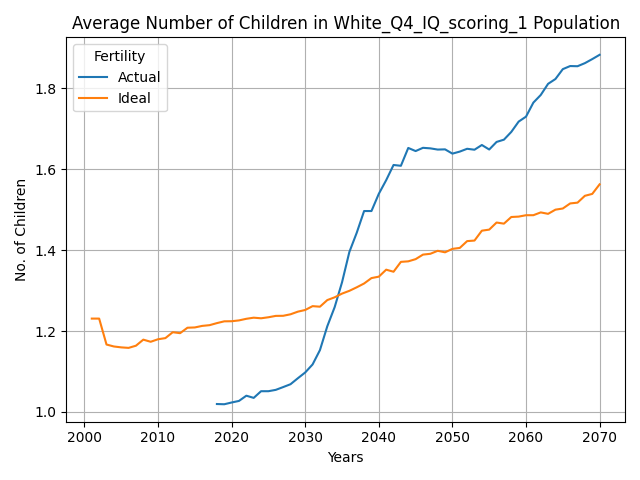 Average Number of Children in White_Q4_IQ_scoring_1 Population
Fertility
Actual
Ideal
No. of Children
1.8
1.6
1.4
1.2
1.0
2000 2010 2020 2030 2040 2050 2060 2070
Years